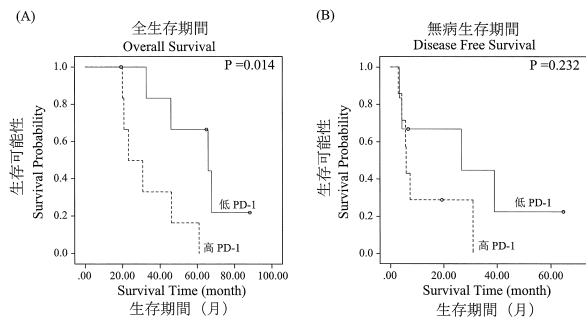 (A)
全生存期間
Overall Survival
P =0.014
生存可能性
Survival Probability
1.0
0.8
0.6
0.4
0.2
0.0
低 PD-1
高 PD-1
.00 20.00 40.00 60.00 80.00 100.00
Survival Time (month)
生存期間（月）
(B)
無病生存期間
Disease Free Survival
P =0.232
生存可能性
Survival Probability
1.0
0.8
0.6
0.4
0.2
0.0
低 PD-1
高 PD-1
.00 20.00 40.00 60.00
Survival Time (month)
生存期間（月）